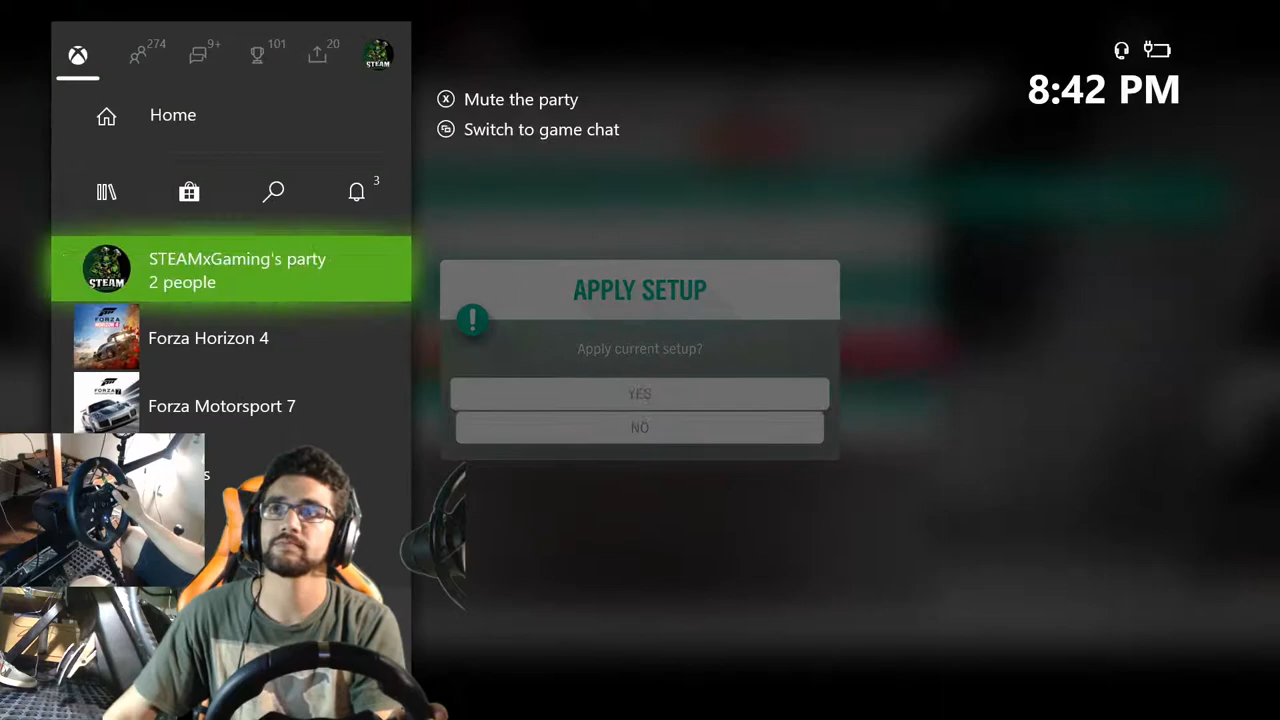 274
9+
101
20
STEAM
8:42 PM
Home
Mute the party
Switch to game chat
3
STEAMxGaming's party
2 people
STEAM
Forza Horizon 4
Forza Motorsport 7
s
APPLY SETUP
!
Apply current setup?
YES
NO